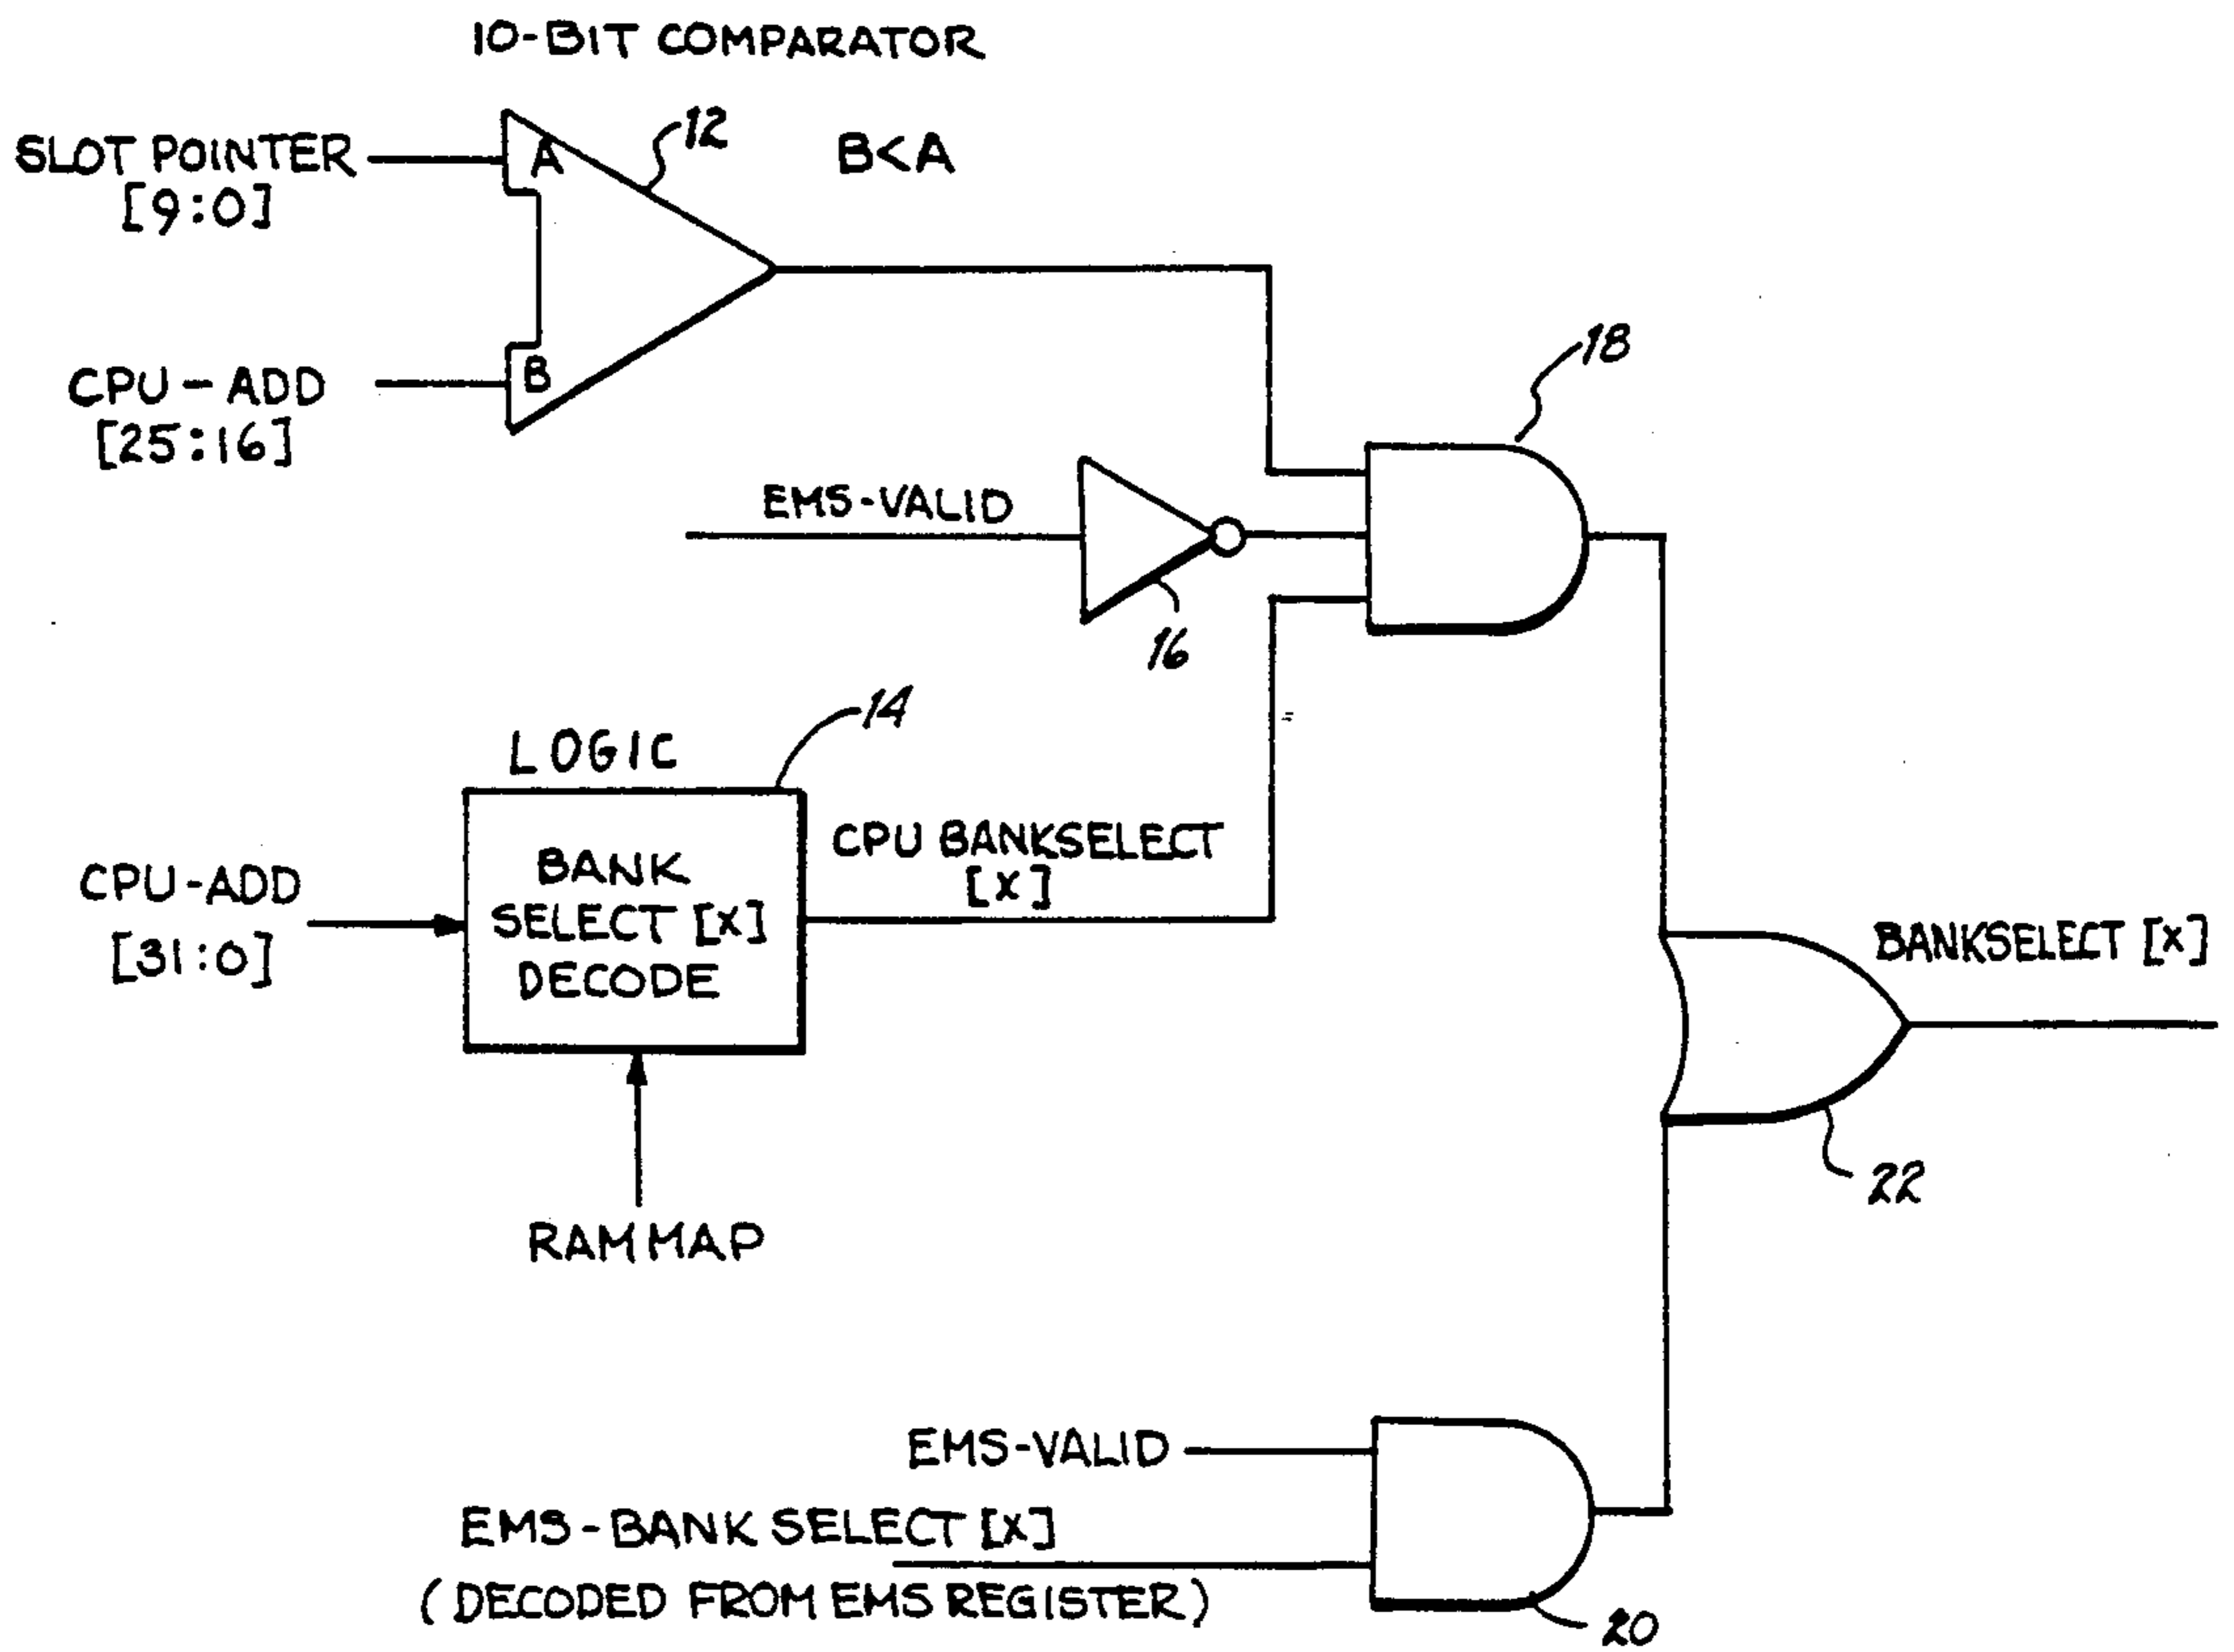 10-BIT COMPARATOR
SLOT POINTER
[9:0]
A
12
B<A
CPU-ADD
[25:16]
B
18
EMS-VALID
16
14
LOGIC
CPU-ADD
[31:0]
BANK
SELECT [X]
DECODE
CPU BANKSELECT
[X]
RAM MAP
BANKSELECT [X]
22
EMS-VALID
EMS-BANK SELECT [X]
(DECODED FROM EMS REGISTER)
20